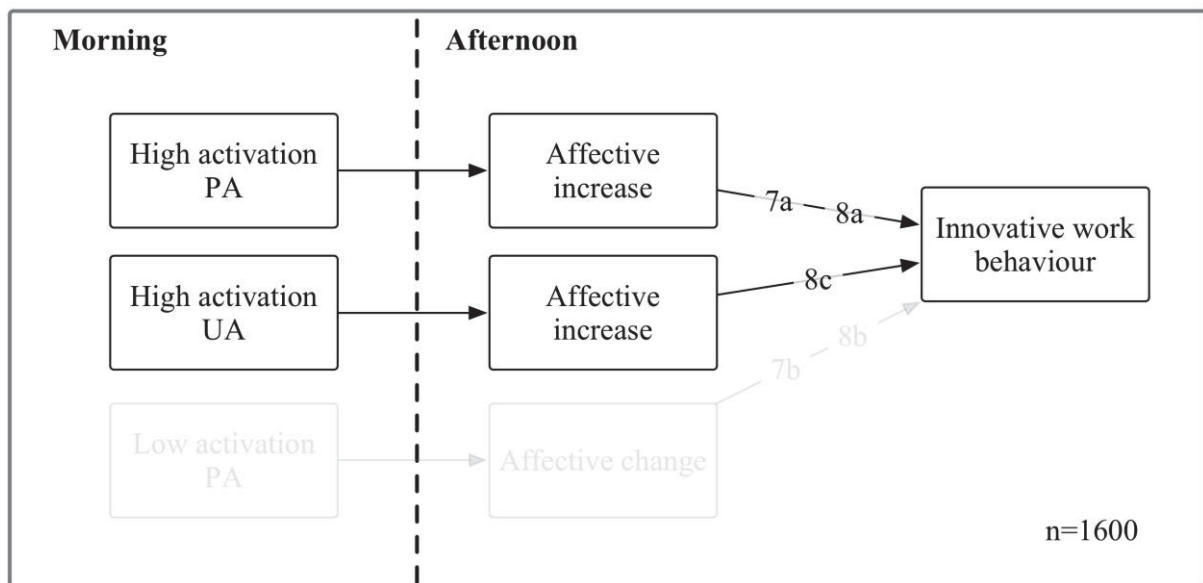 Morning
Afternoon
High activation
PA
Affective
increase
7a
8a
Innovative work
behaviour
High activation
UA
Affective
increase
8c
7b
8b
Low activation
PA
Affective change
n=1600